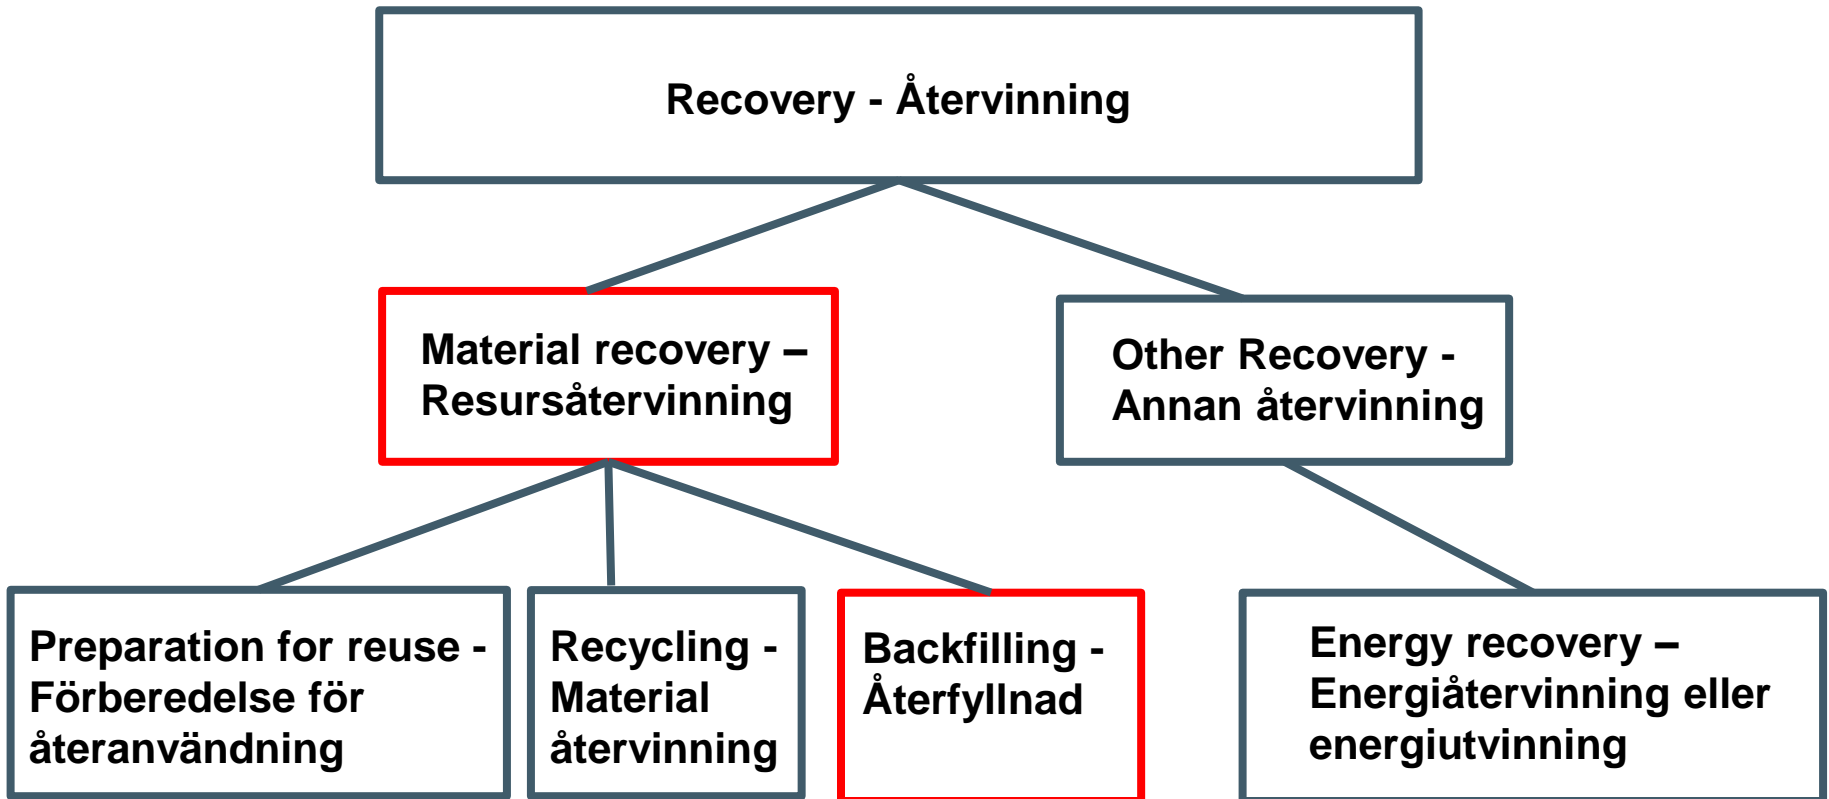 Recovery - Återvinning
Material recovery –
Resursåtervinning
Other Recovery -
Annan återvinning
Preparation for reuse -
Förberedelse för
återanvändning
Recycling -
Material
återvinning
Backfilling -
Återfyllnad
Energy recovery –
Energiåtervinning eller
energiutvinning